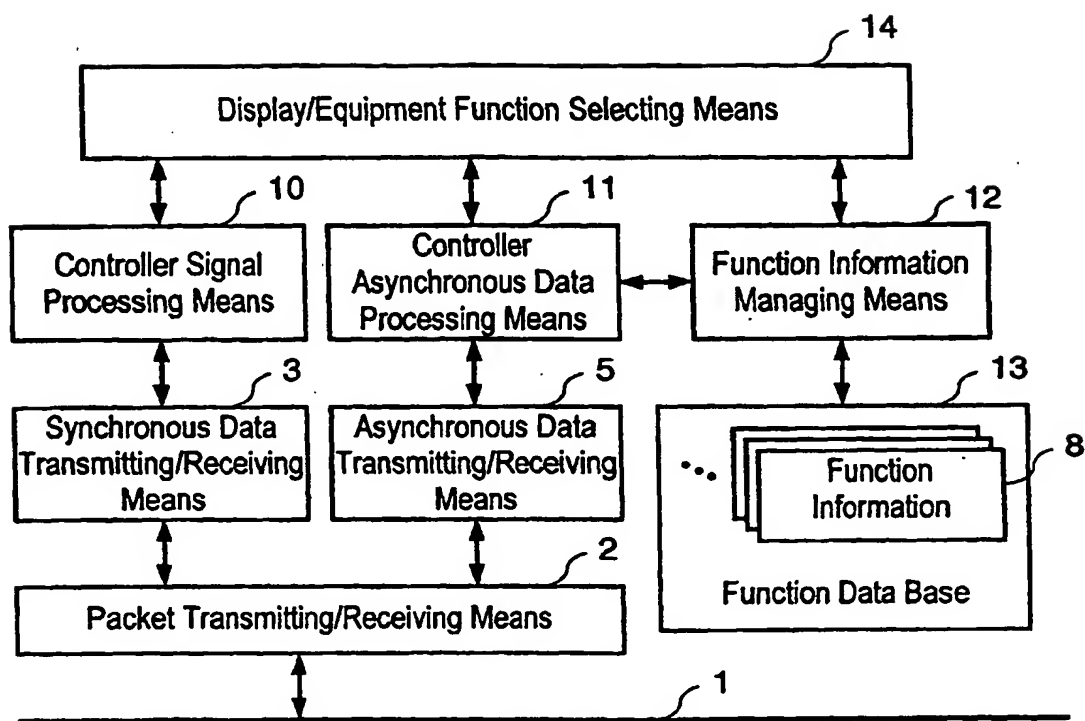 14
Display/Equipment Function Selecting Means
10
11
12
Controller Signal
Processing Means
Controller
Asynchronous Data
Processing Means
Function Information
Managing Means
3
5
13
Synchronous Data
Transmitting/Receiving
Means
Asynchronous Data
Transmitting/Receiving
Means
Function
Information
8
Function Data Base
2
Packet Transmitting/Receiving Means
1